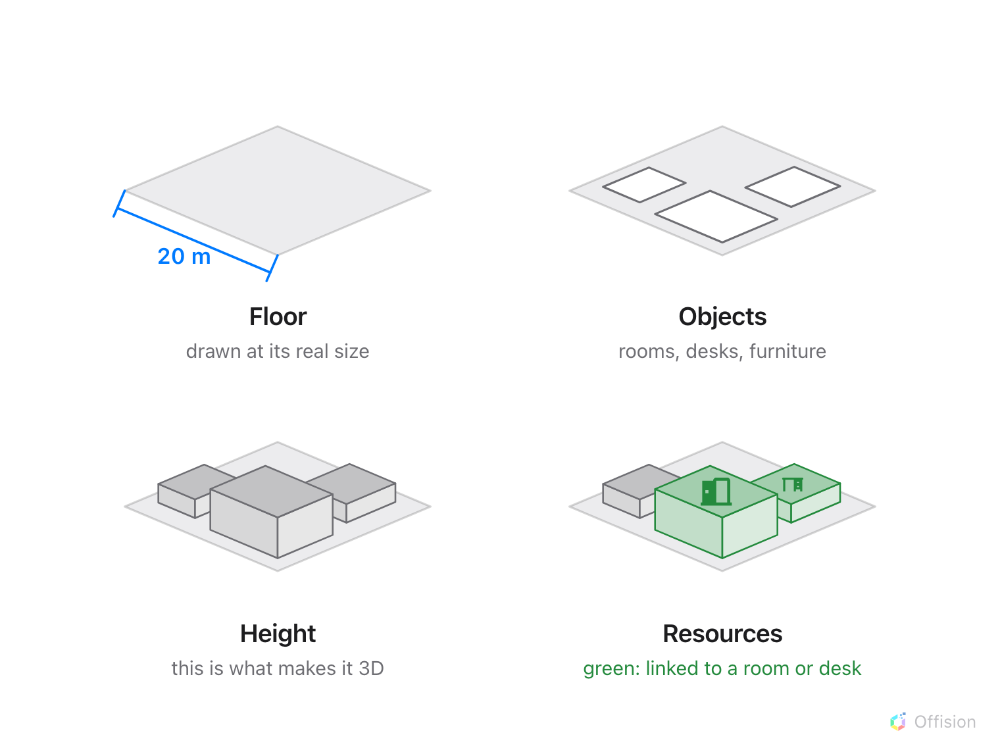 20 m
Floor
drawn at its real size
Objects
rooms, desks, furniture
Height
this is what makes it 3D
Resources
green: linked to a room or desk
Offision